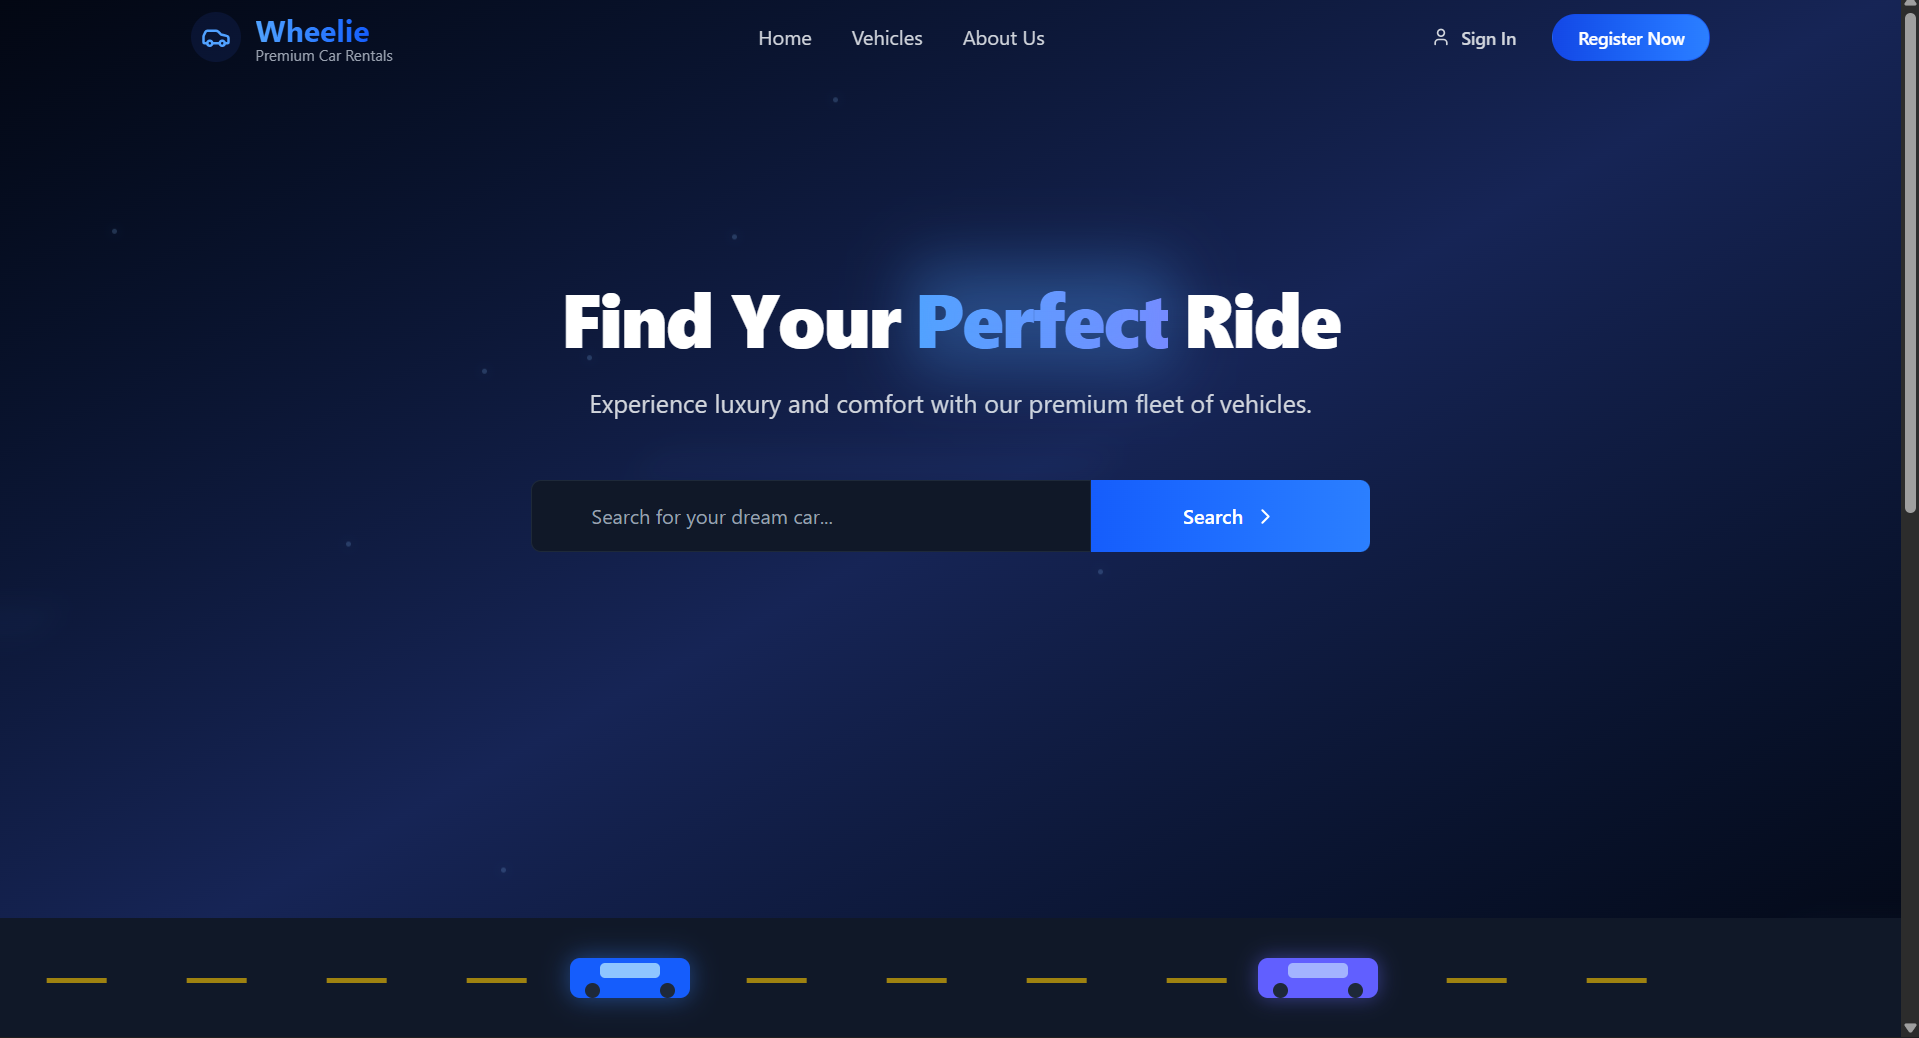 Wheelie
Premium Car Rentals
Home
Vehicles
About Us
Sign In
Register Now
Find Your Perfect Ride
Experience luxury and comfort with our premium fleet of vehicles.
Search for your dream car...
Search